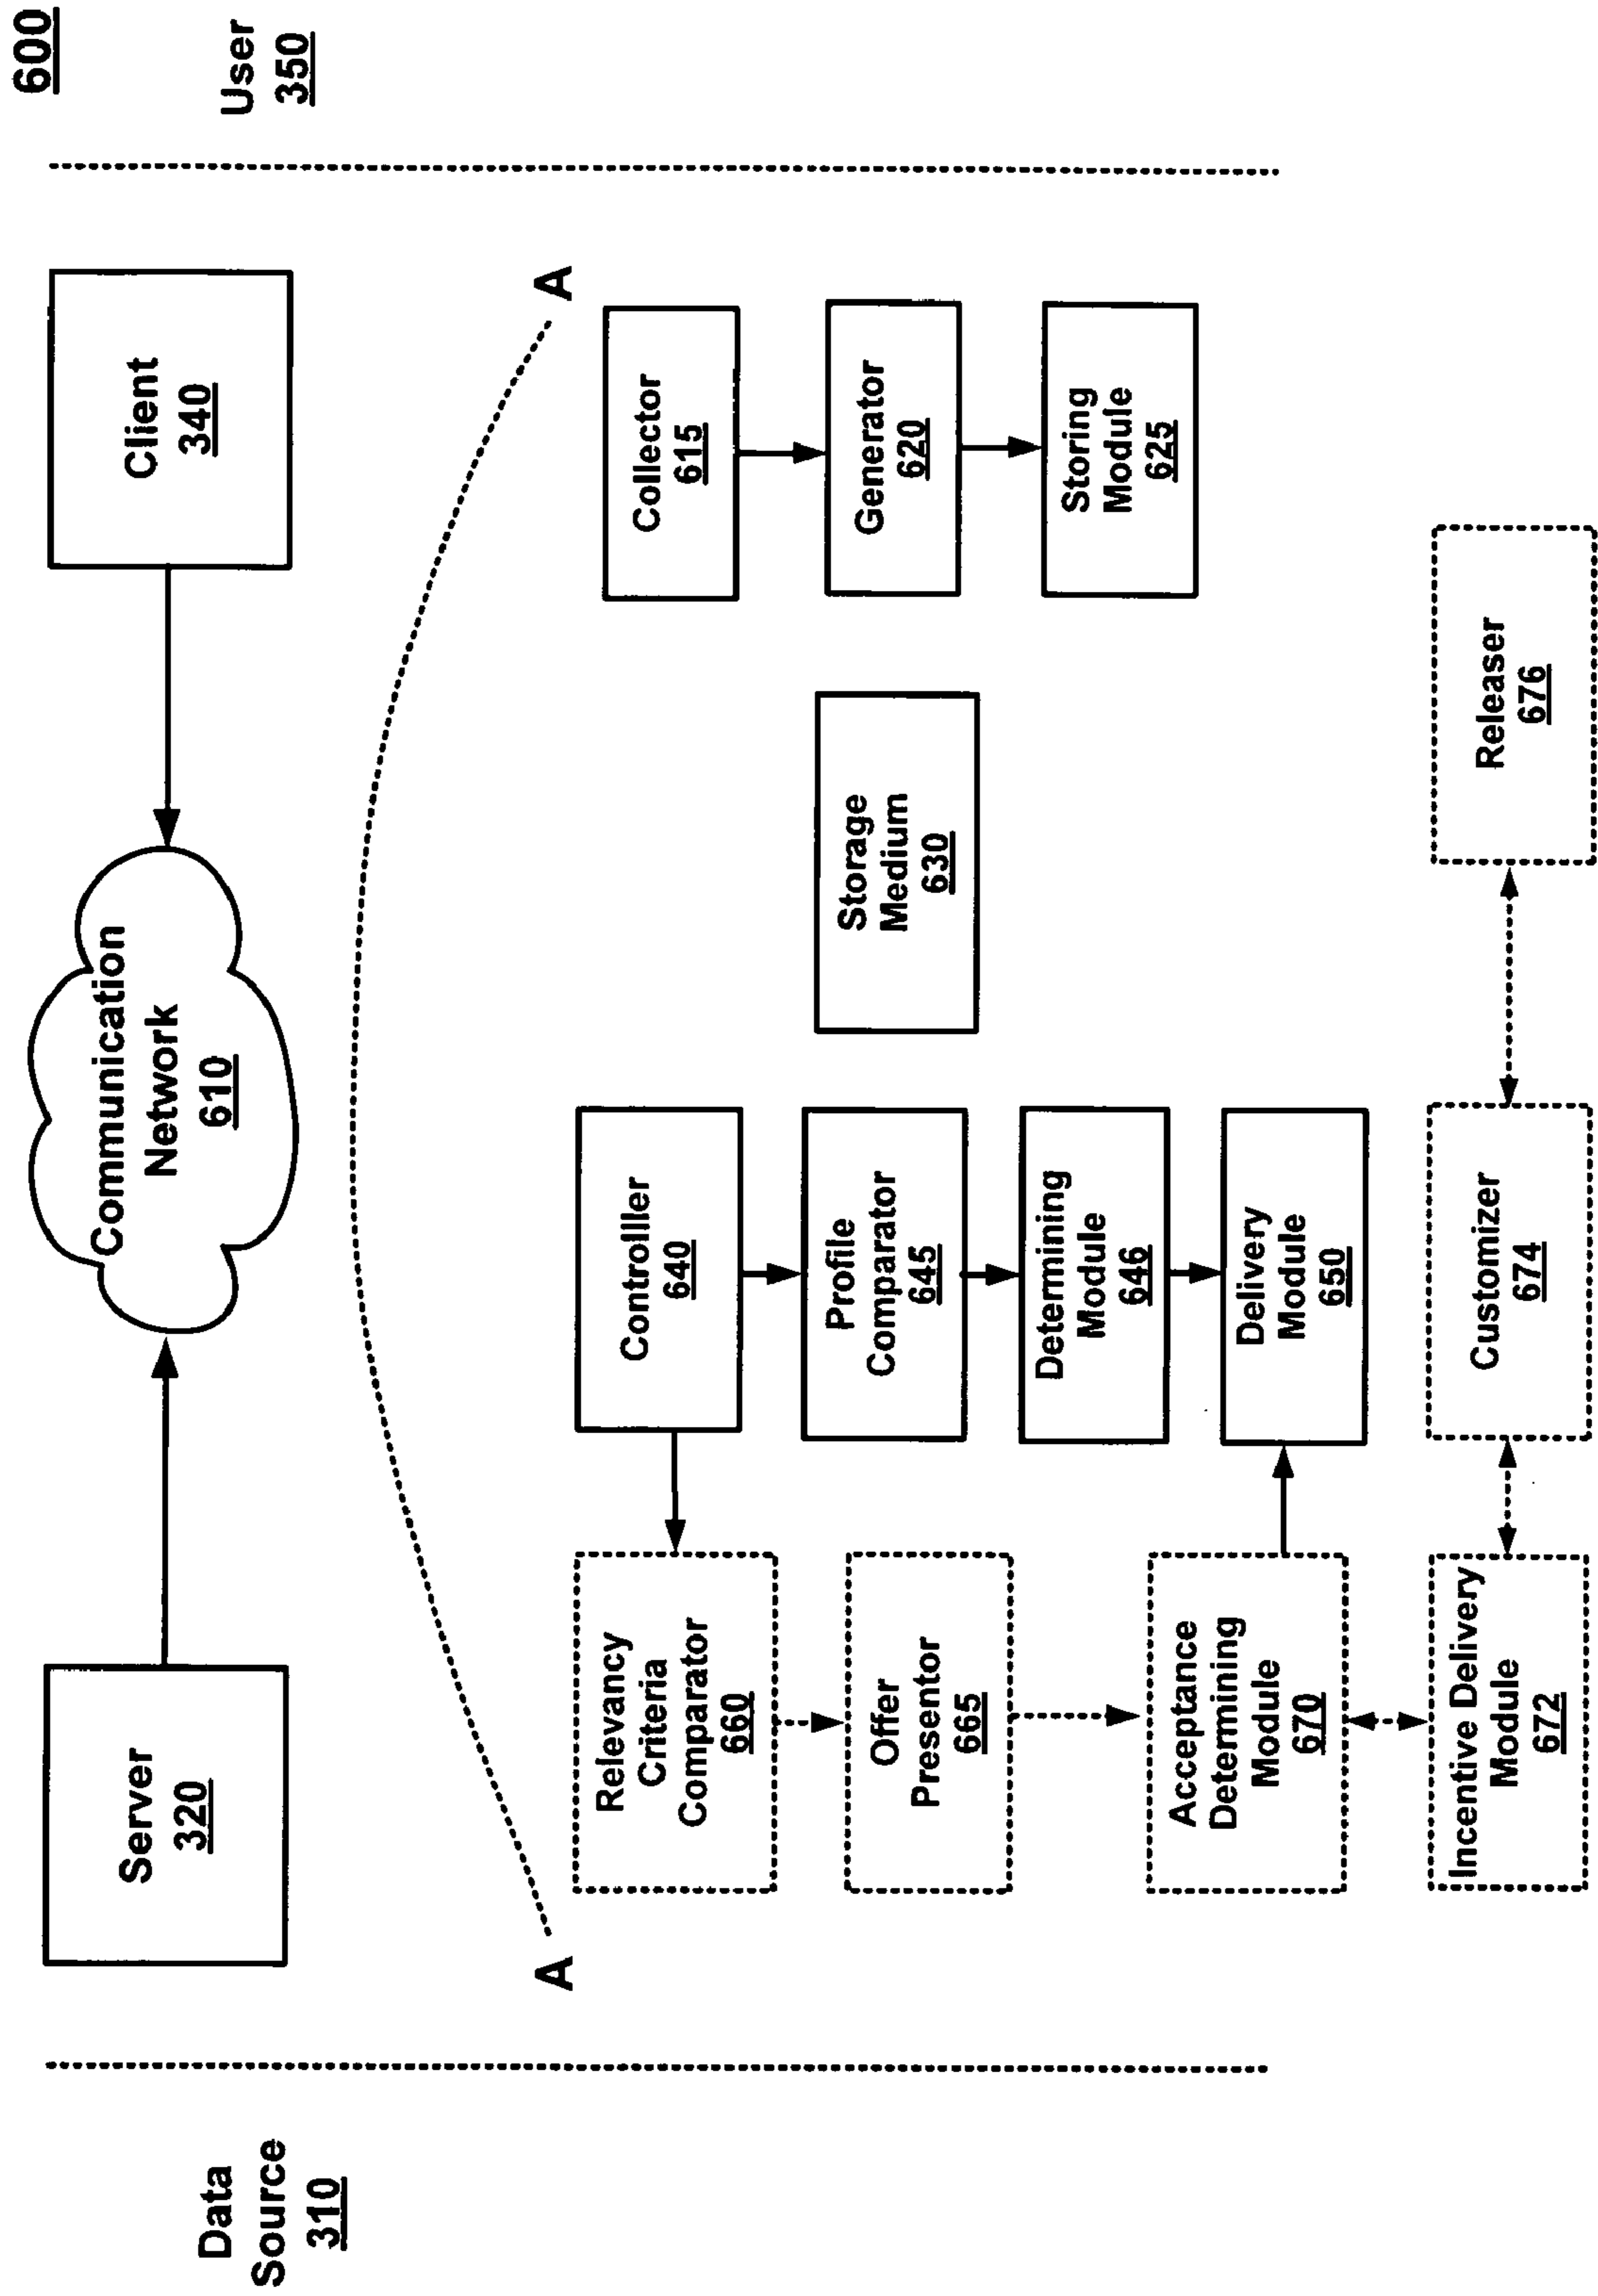 600
Data
Source
310
User
350
Server
320
Communication
Network
610
Client
340
A
A
Relevancy
Criteria
Comparator
660
Controller
640
Collector
615
Offer
Presentor
665
Profile
Comparator
645
Storage
Medium
630
Generator
620
Acceptance
Determining
Module
670
Determining
Module
646
Storing
Module
625
Delivery
Module
650
Incentive Delivery
Module
672
Customizer
674
Releaser
676